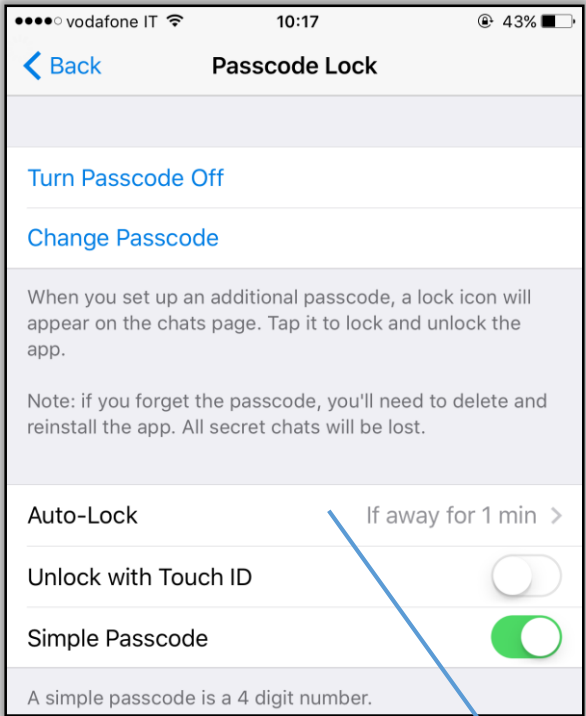 vodafone IT 10:17 43%
Back Passcode Lock
Turn Passcode Off
Change Passcode
When you set up an additional passcode, a lock icon will
appear on the chats page. Tap it to lock and unlock the
app.
Note: if you forget the passcode, you'll need to delete and
reinstall the app. All secret chats will be lost.
Auto-Lock If away for 1 min
Unlock with Touch ID
Simple Passcode
A simple passcode is a 4 digit number.